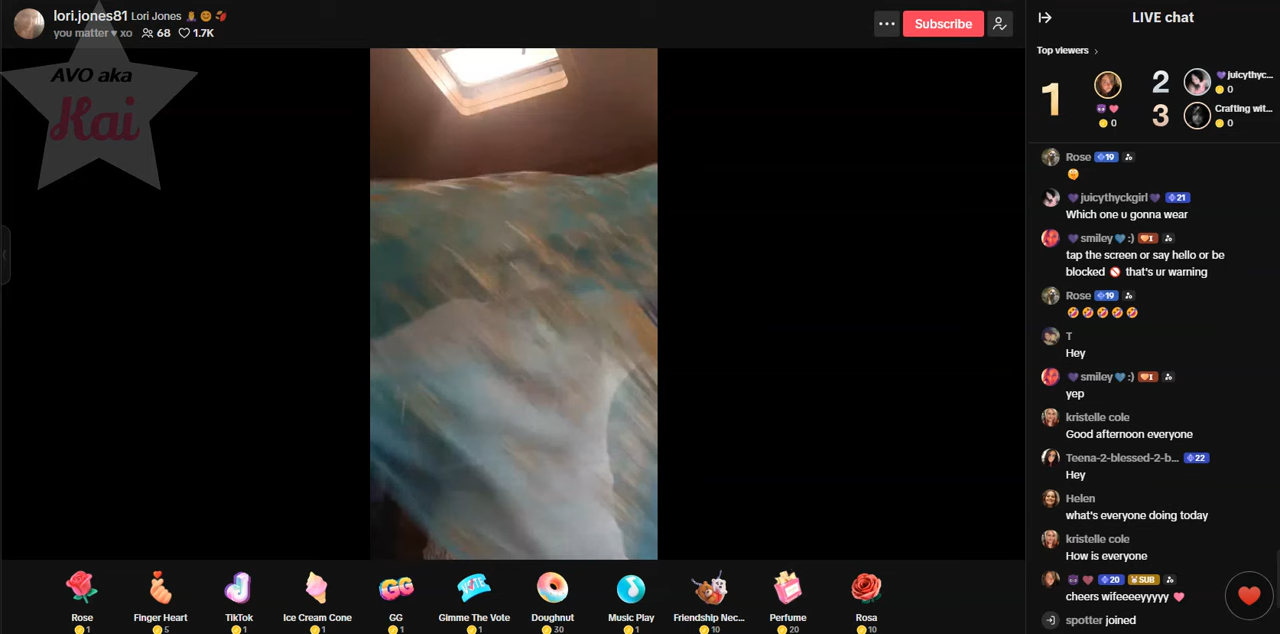 lori.jones81 Lori Jones
you matter ♥ xo 68 1.7K
Subscribe
AVO aka
Kai
LIVE chat
Top viewers >
1
0
2
juicythyc...
0
3
Crafting wit...
0
Rose 19
juicythyckgirl 21
Which one u gonna wear
smiley :) I
tap the screen or say hello or be
blocked 🚫 that's ur warning
Rose 19
🤣🤣🤣🤣🤣
T
Hey
smiley :) I
yep
kristelle cole
Good afternoon everyone
Teena-2-blessed-2-b... 22
Hey
Helen
what's everyone doing today
kristelle cole
How is everyone
20 SUB
cheers wifeeeeyyyyy
spotter joined
GG
VOTE
Rose
1
Finger Heart
5
TikTok
1
Ice Cream Cone
1
GG
1
Gimme The Vote
1
Doughnut
30
Music Play
1
Friendship Nec...
10
Perfume
20
Rosa
10